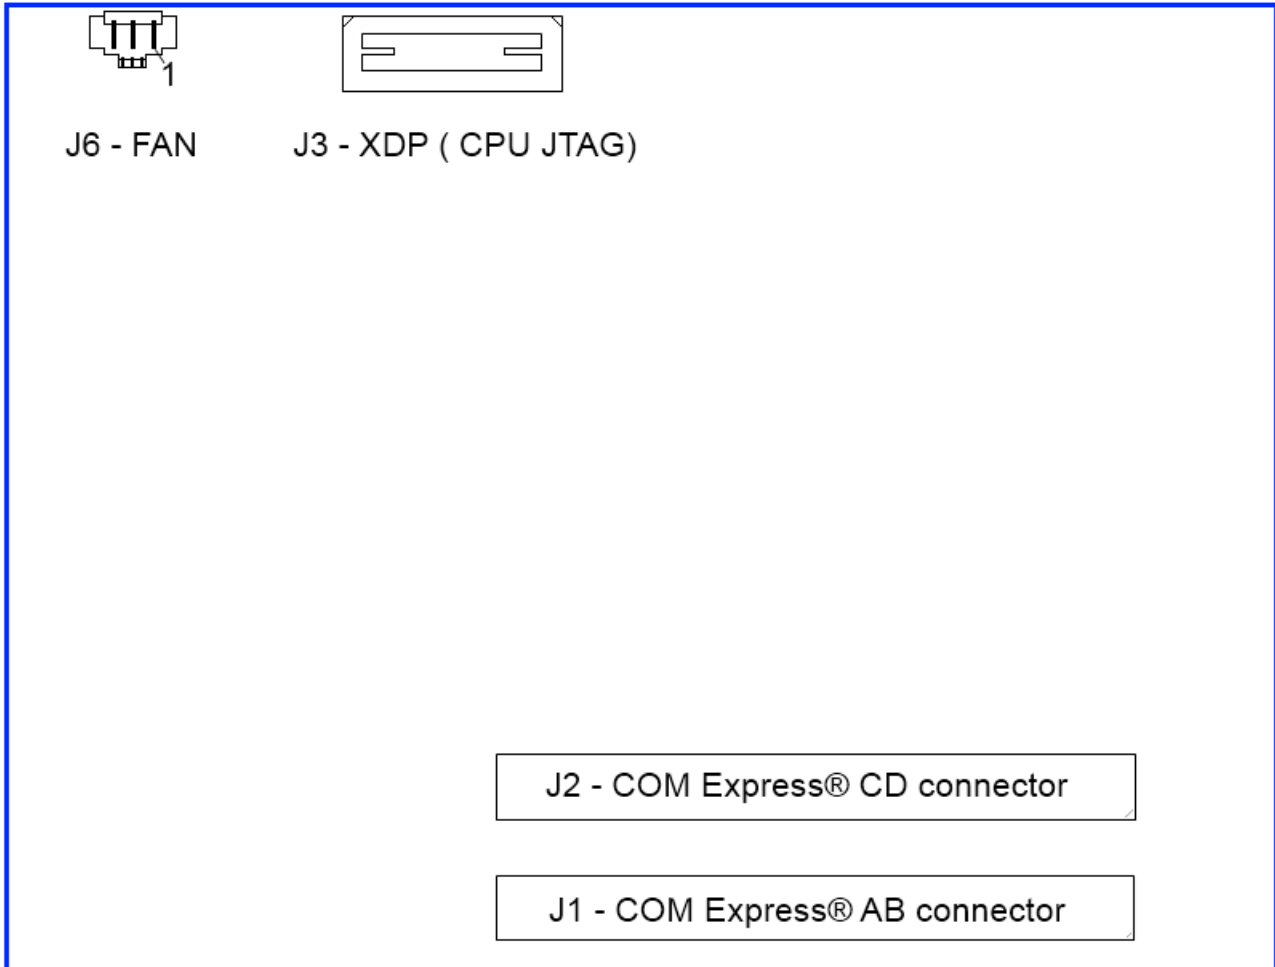 1
J6 - FAN
J3 - XDP ( CPU JTAG)
J2 - COM Express® CD connector
J1 - COM Express® AB connector